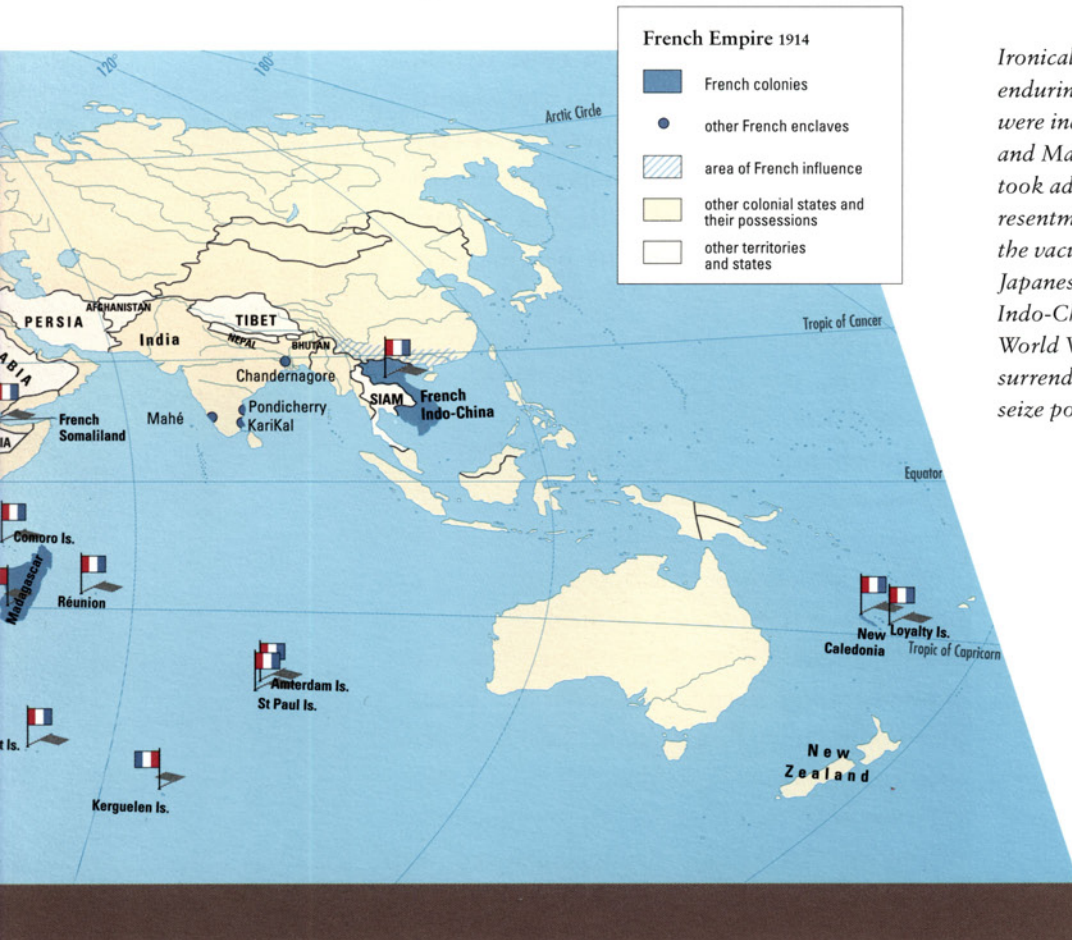 French Empire 1914
French colonies
other French enclaves
area of French influence
other colonial states and
their possessions
other territories
and states
Ironical
endurin
were in
and Ma
took ad
resentm
the vacu
Japanes
Indo-Ch
World W
surrend
seize po
120°
180°
Arctic Circle
Tropic of Cancer
Equator
Tropic of Capricorn
PERSIA
AFGHANISTAN
TIBET
India
NEPAL
BHUTAN
ABIA
Chandernagore
SIAM
French
Indo-China
Mahé
Pondicherry
KariKal
French
Somaliland
IA
Comoro Is.
Madagascar
Réunion
New
Caledonia
Loyalty Is.
Amterdam Is.
St Paul Is.
t Is.
Kerguelen Is.
New
Zealand